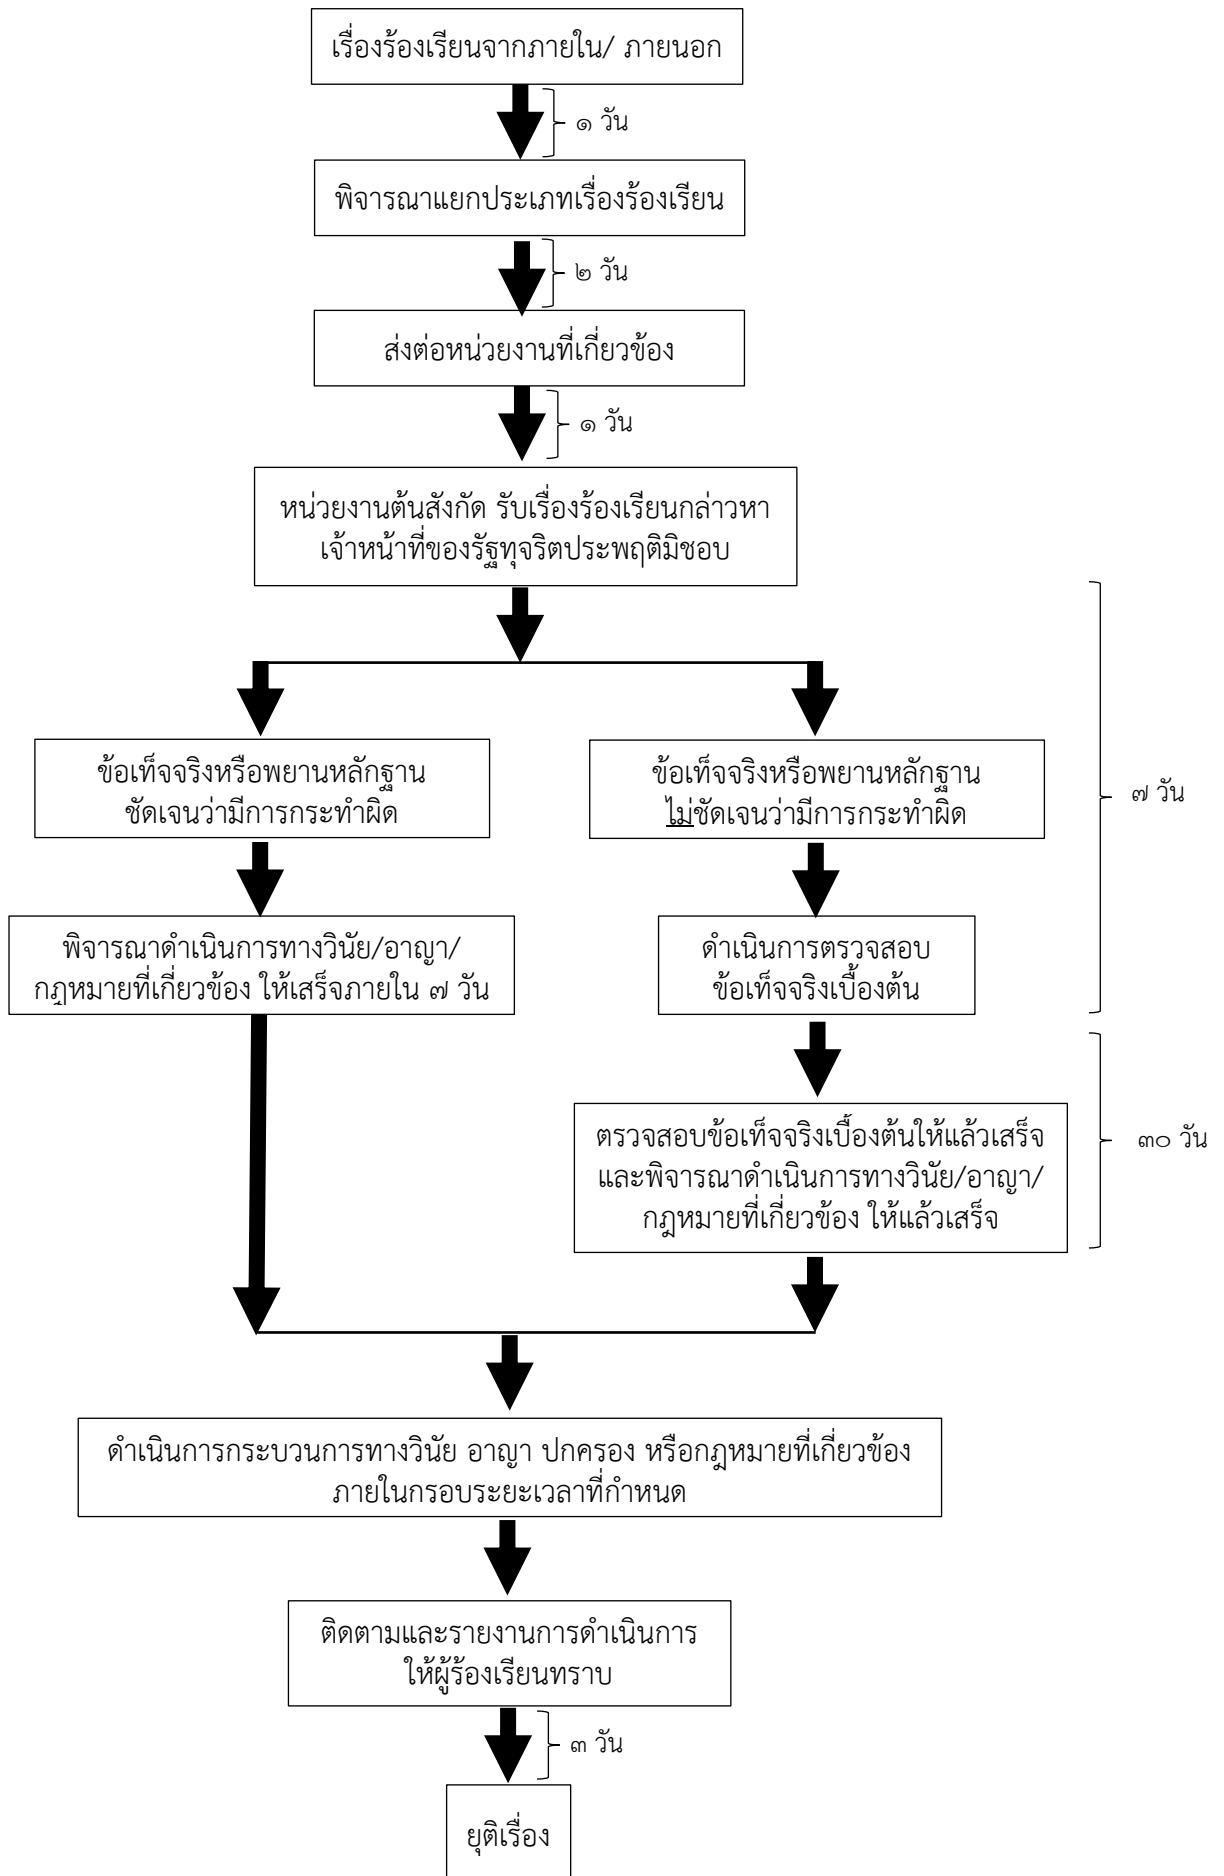 เรื่องร้องเรียนจากภายใน/ ภายนอก
๑ วัน
พิจารณาแยกประเภทเรื่องร้องเรียน
๒ วัน
ส่งต่อหน่วยงานที่เกี่ยวข้อง
๑ วัน
หน่วยงานต้นสังกัด รับเรื่องร้องเรียนกล่าวหา
เจ้าหน้าที่ของรัฐทุจริตประพฤติมิชอบ
ข้อเท็จจริงหรือพยานหลักฐาน
ชัดเจนว่ามีการกระทำผิด
ข้อเท็จจริงหรือพยานหลักฐาน
ไม่ชัดเจนว่ามีการกระทำผิด
๗ วัน
พิจารณาดำเนินการทางวินัย/อาญา/
กฎหมายที่เกี่ยวข้อง ให้เสร็จภายใน ๗ วัน
ดำเนินการตรวจสอบ
ข้อเท็จจริงเบื้องต้น
ตรวจสอบข้อเท็จจริงเบื้องต้นให้แล้วเสร็จ
และพิจารณาดำเนินการทางวินัย/อาญา/
กฎหมายที่เกี่ยวข้อง ให้แล้วเสร็จ
๓๐ วัน
ดำเนินการกระบวนการทางวินัย อาญา ปกครอง หรือกฎหมายที่เกี่ยวข้อง
ภายในกรอบระยะเวลาที่กำหนด
ติดตามและรายงานการดำเนินการ
ให้ผู้ร้องเรียนทราบ
๓ วัน
ยุติเรื่อง